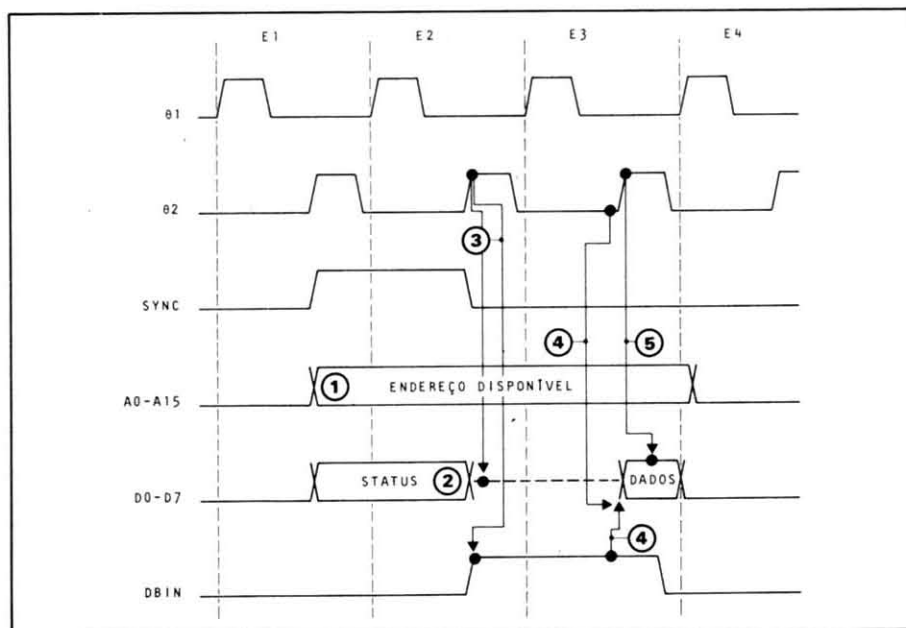 E1 E2 E3 E4
θ1
θ2
③
SYNC
④ ⑤
A0-A15 ① ENDEREÇO DISPONÍVEL
D0-D7 STATUS ② DADOS
④
DBIN